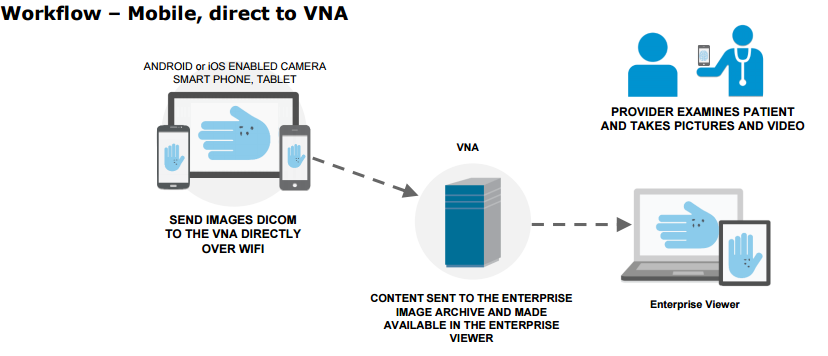 Workflow – Mobile, direct to VNA
ANDROID or iOS ENABLED CAMERA
SMART PHONE, TABLET
SEND IMAGES DICOM
TO THE VNA DIRECTLY
OVER WIFI
VNA
CONTENT SENT TO THE ENTERPRISE
IMAGE ARCHIVE AND MADE
AVAILABLE IN THE ENTERPRISE
VIEWER
PROVIDER EXAMINES PATIENT
AND TAKES PICTURES AND VIDEO
Enterprise Viewer